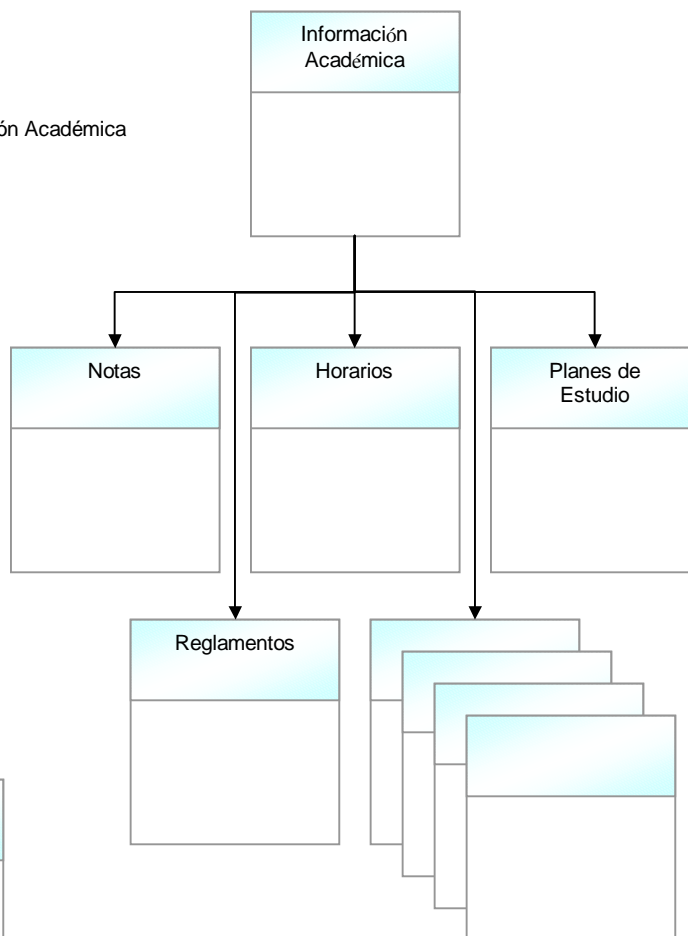 Información
Académica
ón Académica
Notas
Horarios
Planes de
Estudio
Reglamentos